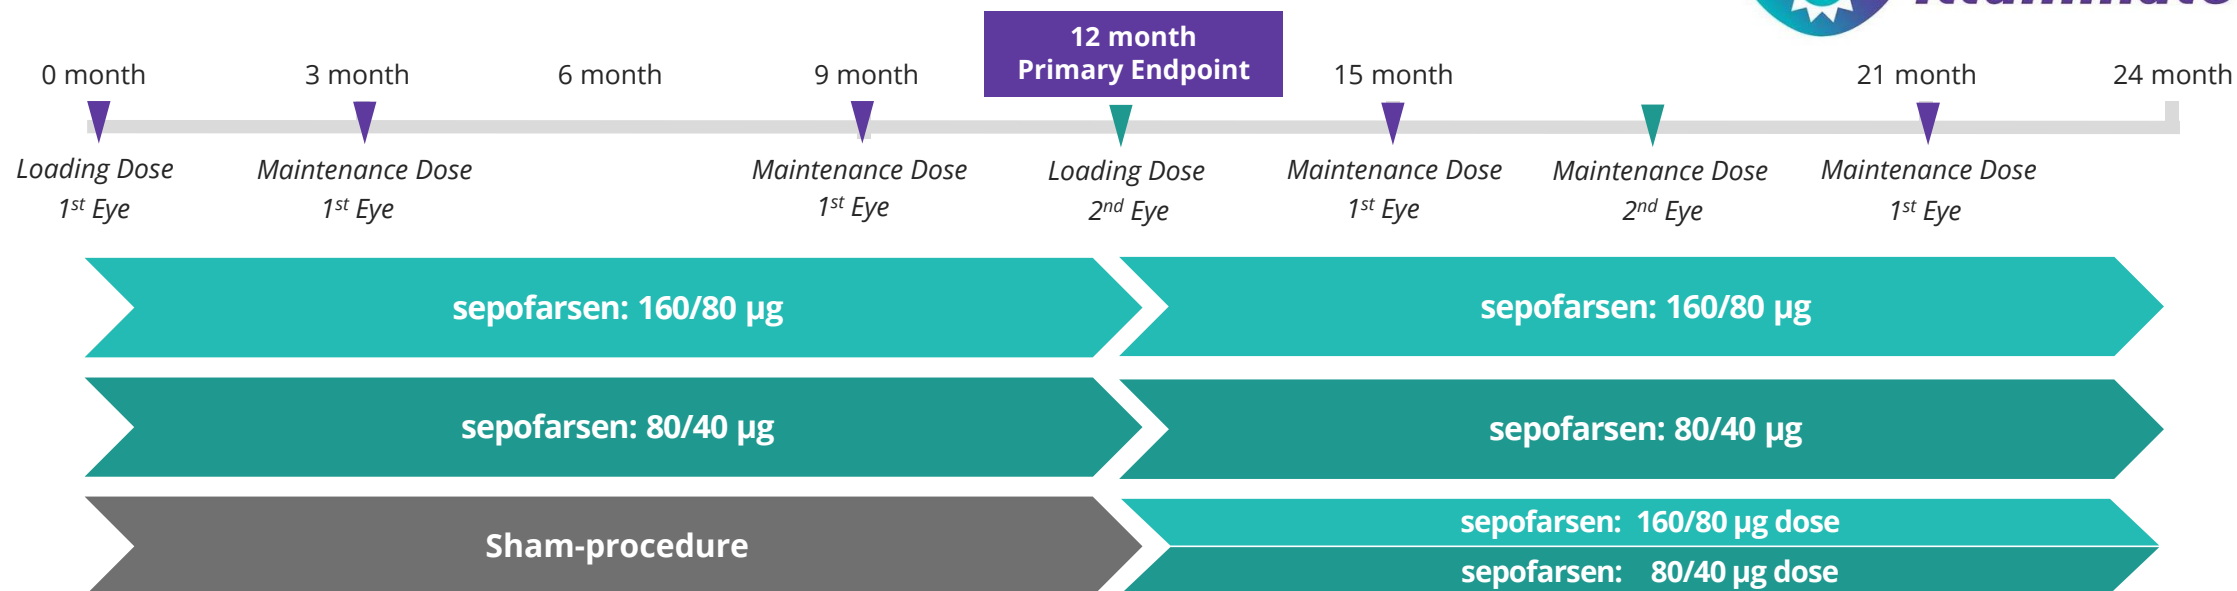 12 month
Primary Endpoint
0 month
3 month
6 month
9 month
15 month
21 month
24 month
Loading Dose
1st Eye
Maintenance Dose
1st Eye
Maintenance Dose
1st Eye
Loading Dose
2nd Eye
Maintenance Dose
1st Eye
Maintenance Dose
2nd Eye
Maintenance Dose
1st Eye
sepofarsen: 160/80 µg
sepofarsen: 160/80 µg
sepofarsen: 80/40 µg
sepofarsen: 80/40 µg
Sham-procedure
sepofarsen: 160/80 µg dose
sepofarsen: 80/40 µg dose